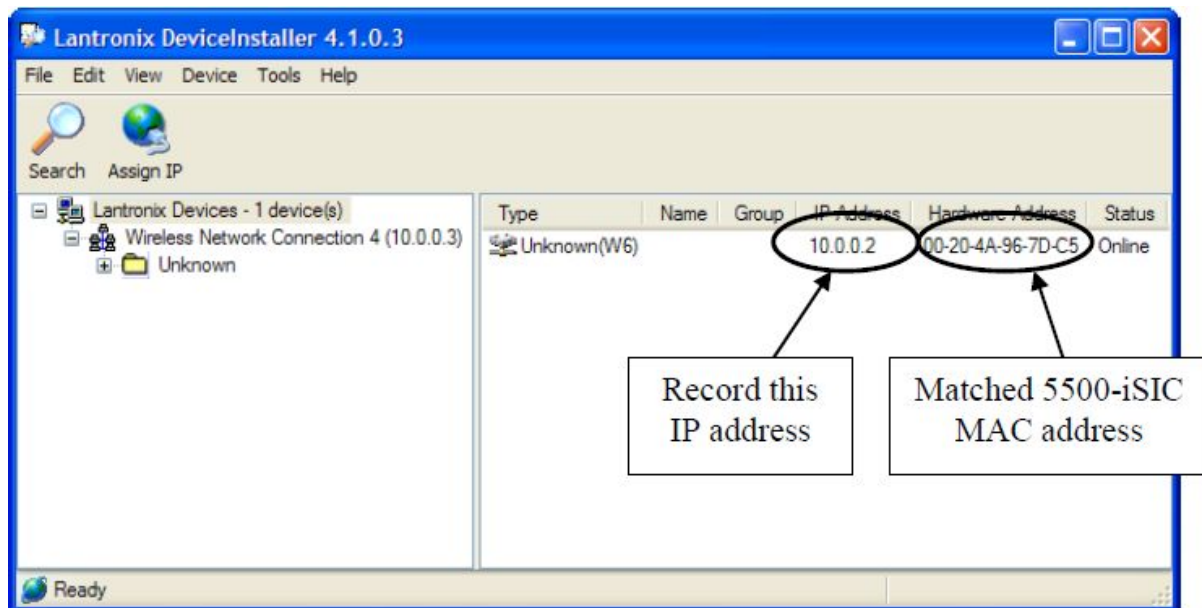 Lantronix DeviceInstaller 4.1.0.3
File Edit View Device Tools Help
Search Assign IP
Lantronix Devices - 1 device(s)
Wireless Network Connection 4 (10.0.0.3)
Unknown
Type Name Group IP Address Hardware Address Status
Unknown(W6) 10.0.0.2 00-20-4A-96-7D-C5 Online
Record this
IP address
Matched 5500-iSIC
MAC address
Ready